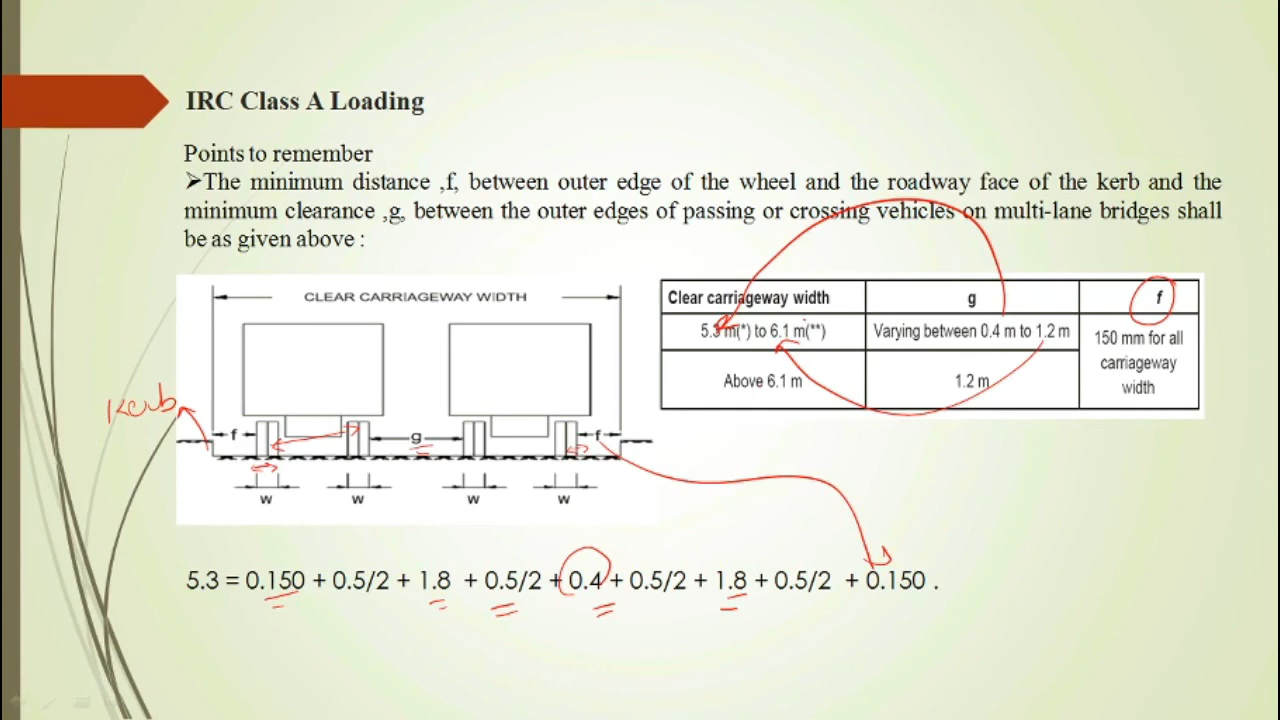 IRC Class A Loading
Points to remember
➢The minimum distance ,f, between outer edge of the wheel and the roadway face of the kerb and the
minimum clearance ,g, between the outer edges of passing or crossing vehicles on multi-lane bridges shall
be as given above :
CLEAR CARRIAGEWAY WIDTH
Kerb
f g f
w w w w
Clear carriageway width g f
5.3 m(*) to 6.1 m(**) Varying between 0.4 m to 1.2 m 150 mm for all
carriageway
width
Above 6.1 m 1.2 m
5.3 = 0.150 + 0.5/2 + 1.8 + 0.5/2 + 0.4 + 0.5/2 + 1.8 + 0.5/2 + 0.150 .